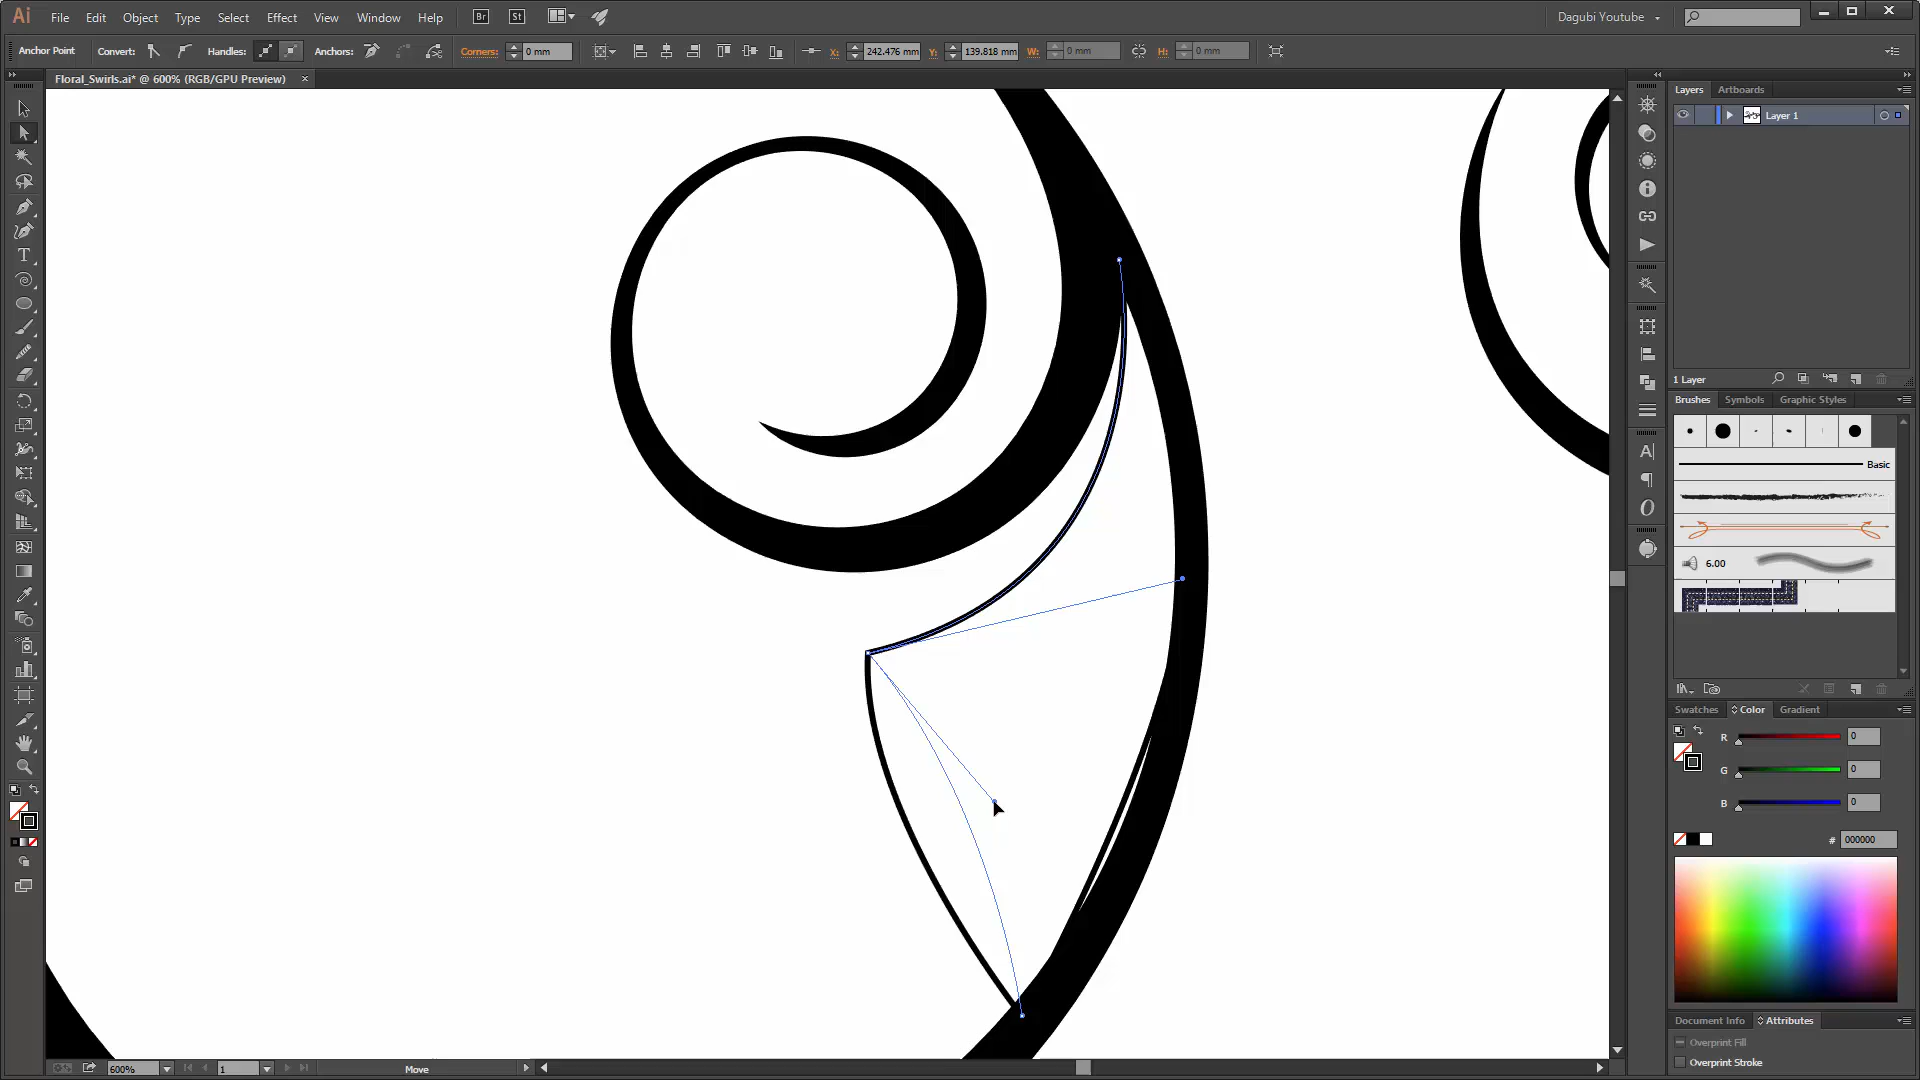 Ai File Edit Object Type Select Effect View Window Help Br St Dagubi Youtube
Anchor Point Convert: Handles: Anchors: Corners: 0 mm X: 242.476 mm Y: 139.818 mm W: 0 mm H: 0 mm
Floral_Swirls.ai* @ 600% (RGB/GPU Preview) ×
Layers Artboards
Layer 1
1 Layer
Brushes Symbols Graphic Styles
Basic
6.00
Swatches Color Gradient
R 0
G 0
B 0
# 000000
Document Info Attributes
Overprint Fill
Overprint Stroke
600% 1 Move